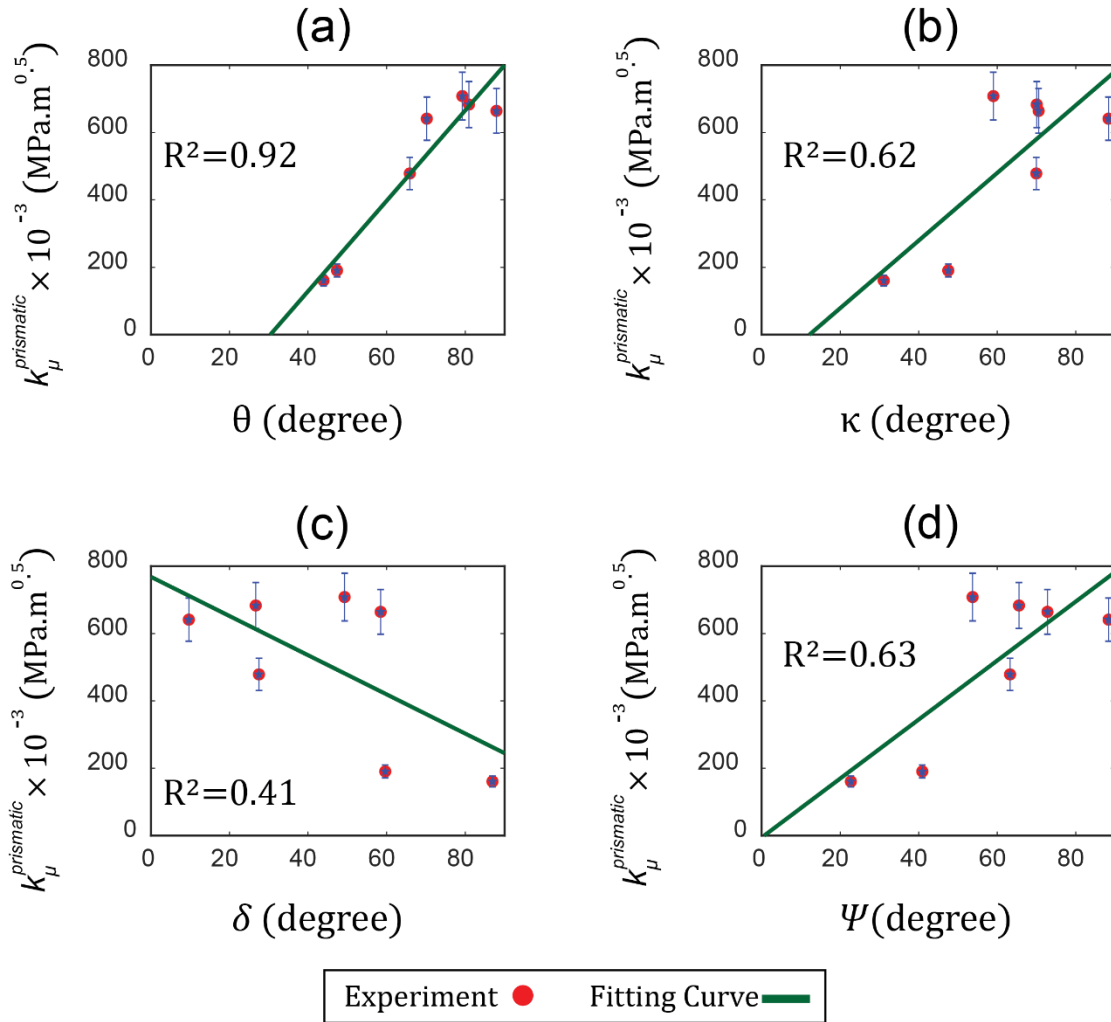 (a)
k_μ^prismatic × 10^-3 (MPa.m^0.5)
800
600
400
200
0
R²=0.92
0 20 40 60 80
θ (degree)
(b)
k_μ^prismatic × 10^-3 (MPa.m^0.5)
800
600
400
200
0
R²=0.62
0 20 40 60 80
κ (degree)
(c)
k_μ^prismatic × 10^-3 (MPa.m^0.5)
800
600
400
200
0
R²=0.41
0 20 40 60 80
δ (degree)
(d)
k_μ^prismatic × 10^-3 (MPa.m^0.5)
800
600
400
200
0
R²=0.63
0 20 40 60 80
Ψ(degree)
Experiment Fitting Curve